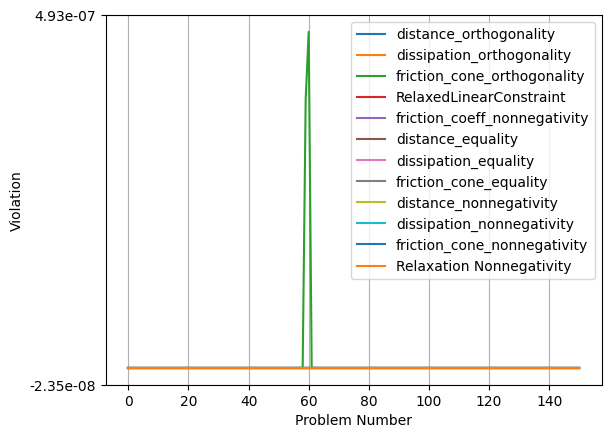 4.93e-07
distance_orthogonality
dissipation_orthogonality
friction_cone_orthogonality
RelaxedLinearConstraint
friction_coeff_nonnegativity
distance_equality
dissipation_equality
friction_cone_equality
distance_nonnegativity
dissipation_nonnegativity
friction_cone_nonnegativity
Relaxation Nonnegativity
Violation
-2.35e-08
0 20 40 60 80 100 120 140
Problem Number